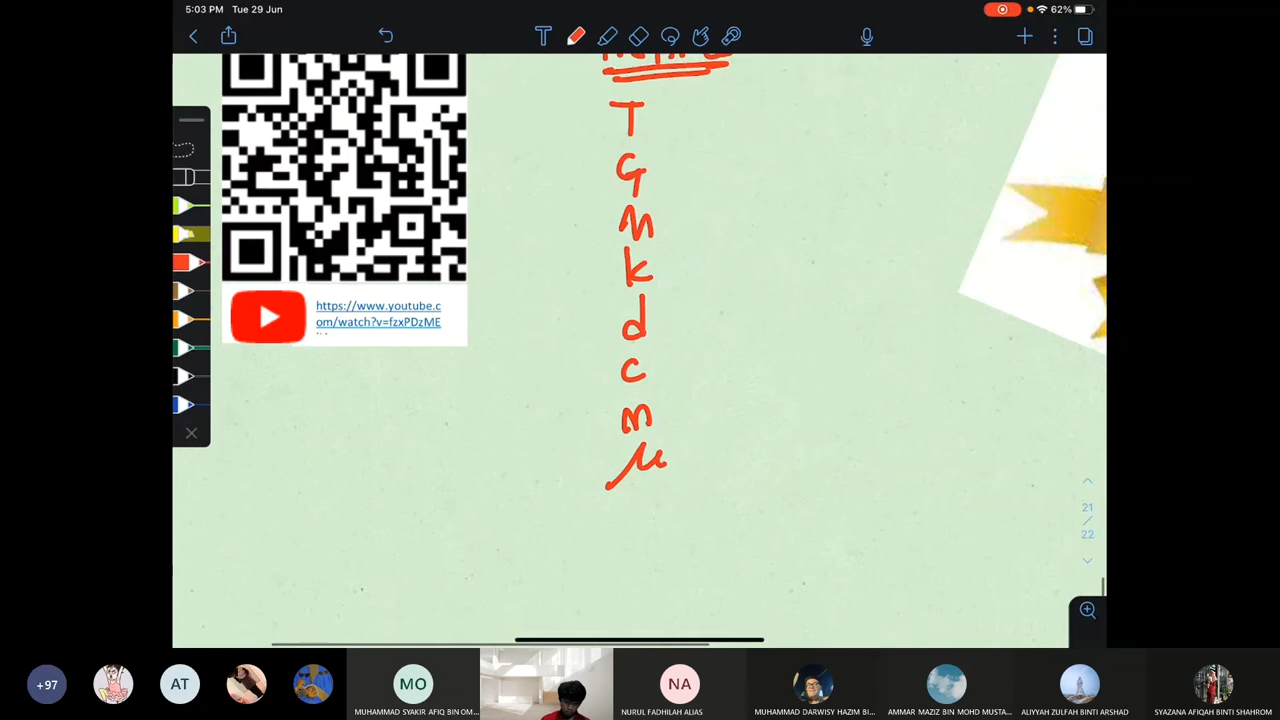 5:03 PM Tue 29 Jun
62%
T
G
M
k
d
c
m
μ
https://www.youtube.c
om/watch?v=fzxPDzME
21
/
22
+97
AT
MO
NA
MUHAMMAD SYAKIR AFIQ BIN OM...
NURUL FADHILAH ALIAS
MUHAMMAD DARWISY HAZIM BI...
AMMAR MAZIZ BIN MOHD MUSTA...
ALIYYAH ZULFAH BINTI ARSHAD
SYAZANA AFIQAH BINTI SHAHROM